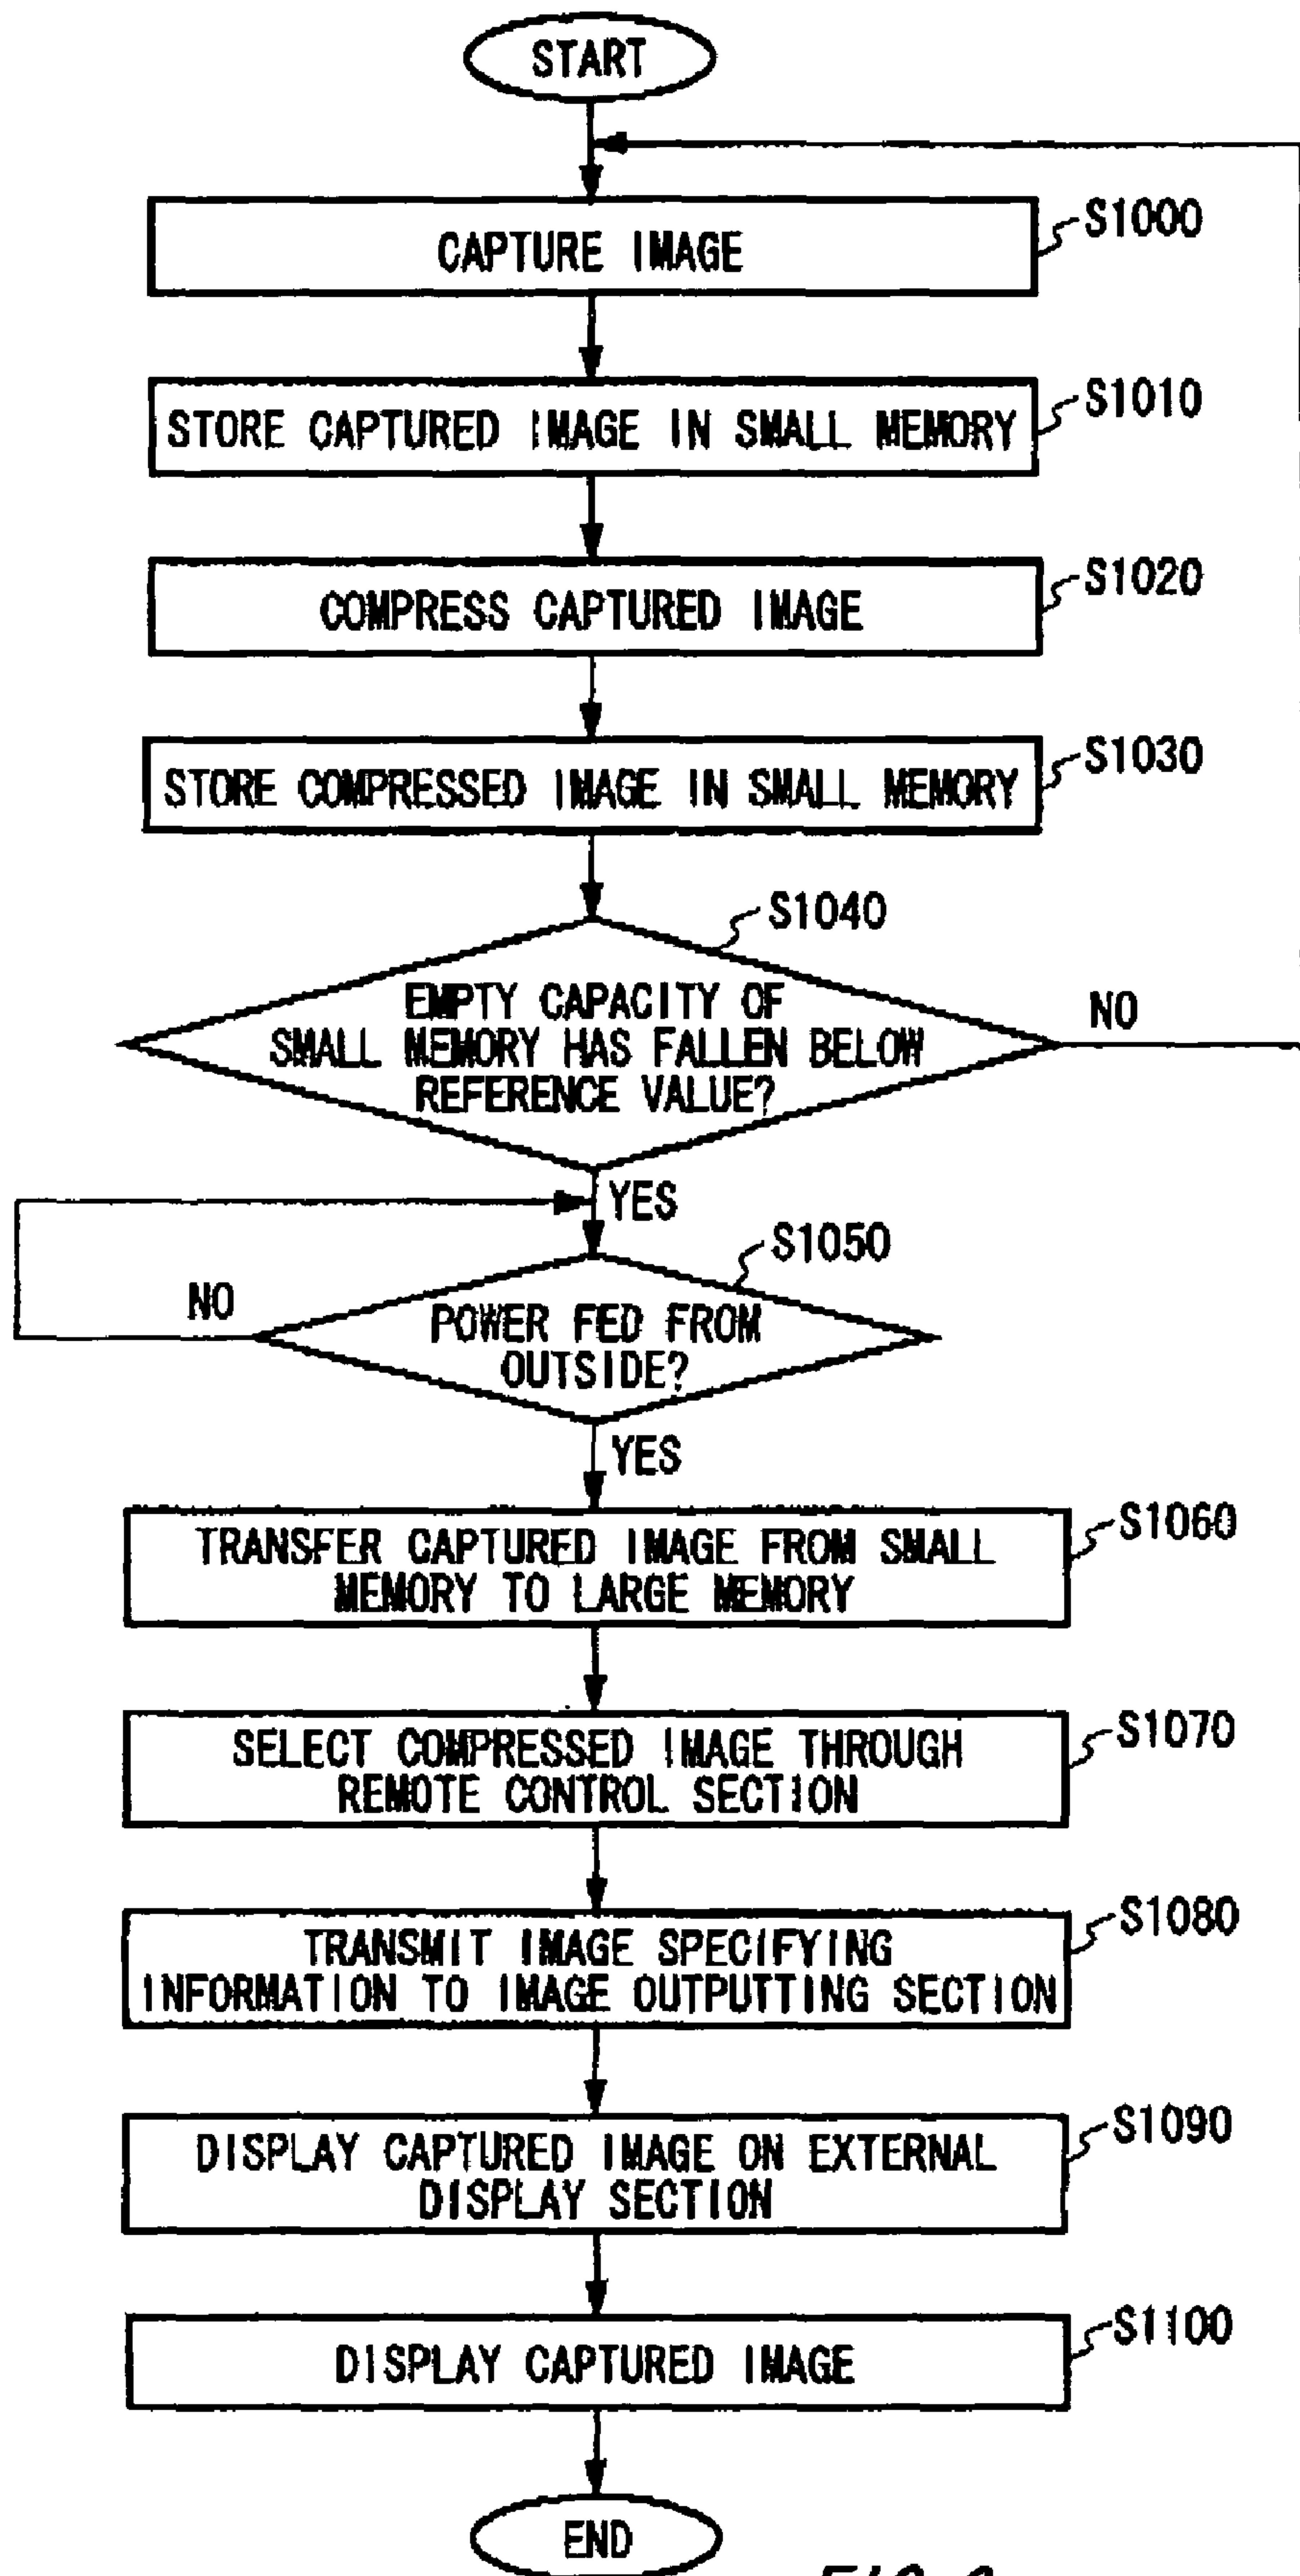 START
CAPTURE IMAGE
S1000
STORE CAPTURED IMAGE IN SMALL MEMORY
S1010
COMPRESS CAPTURED IMAGE
S1020
STORE COMPRESSED IMAGE IN SMALL MEMORY
S1030
S1040
EMPTY CAPACITY OF
SMALL MEMORY HAS FALLEN BELOW
REFERENCE VALUE?
NO
YES
S1050
NO
POWER FED FROM
OUTSIDE?
YES
TRANSFER CAPTURED IMAGE FROM SMALL
MEMORY TO LARGE MEMORY
S1060
SELECT COMPRESSED IMAGE THROUGH
REMOTE CONTROL SECTION
S1070
TRANSMIT IMAGE SPECIFYING
INFORMATION TO IMAGE OUTPUTTING SECTION
S1080
DISPLAY CAPTURED IMAGE ON EXTERNAL
DISPLAY SECTION
S1090
DISPLAY CAPTURED IMAGE
S1100
END